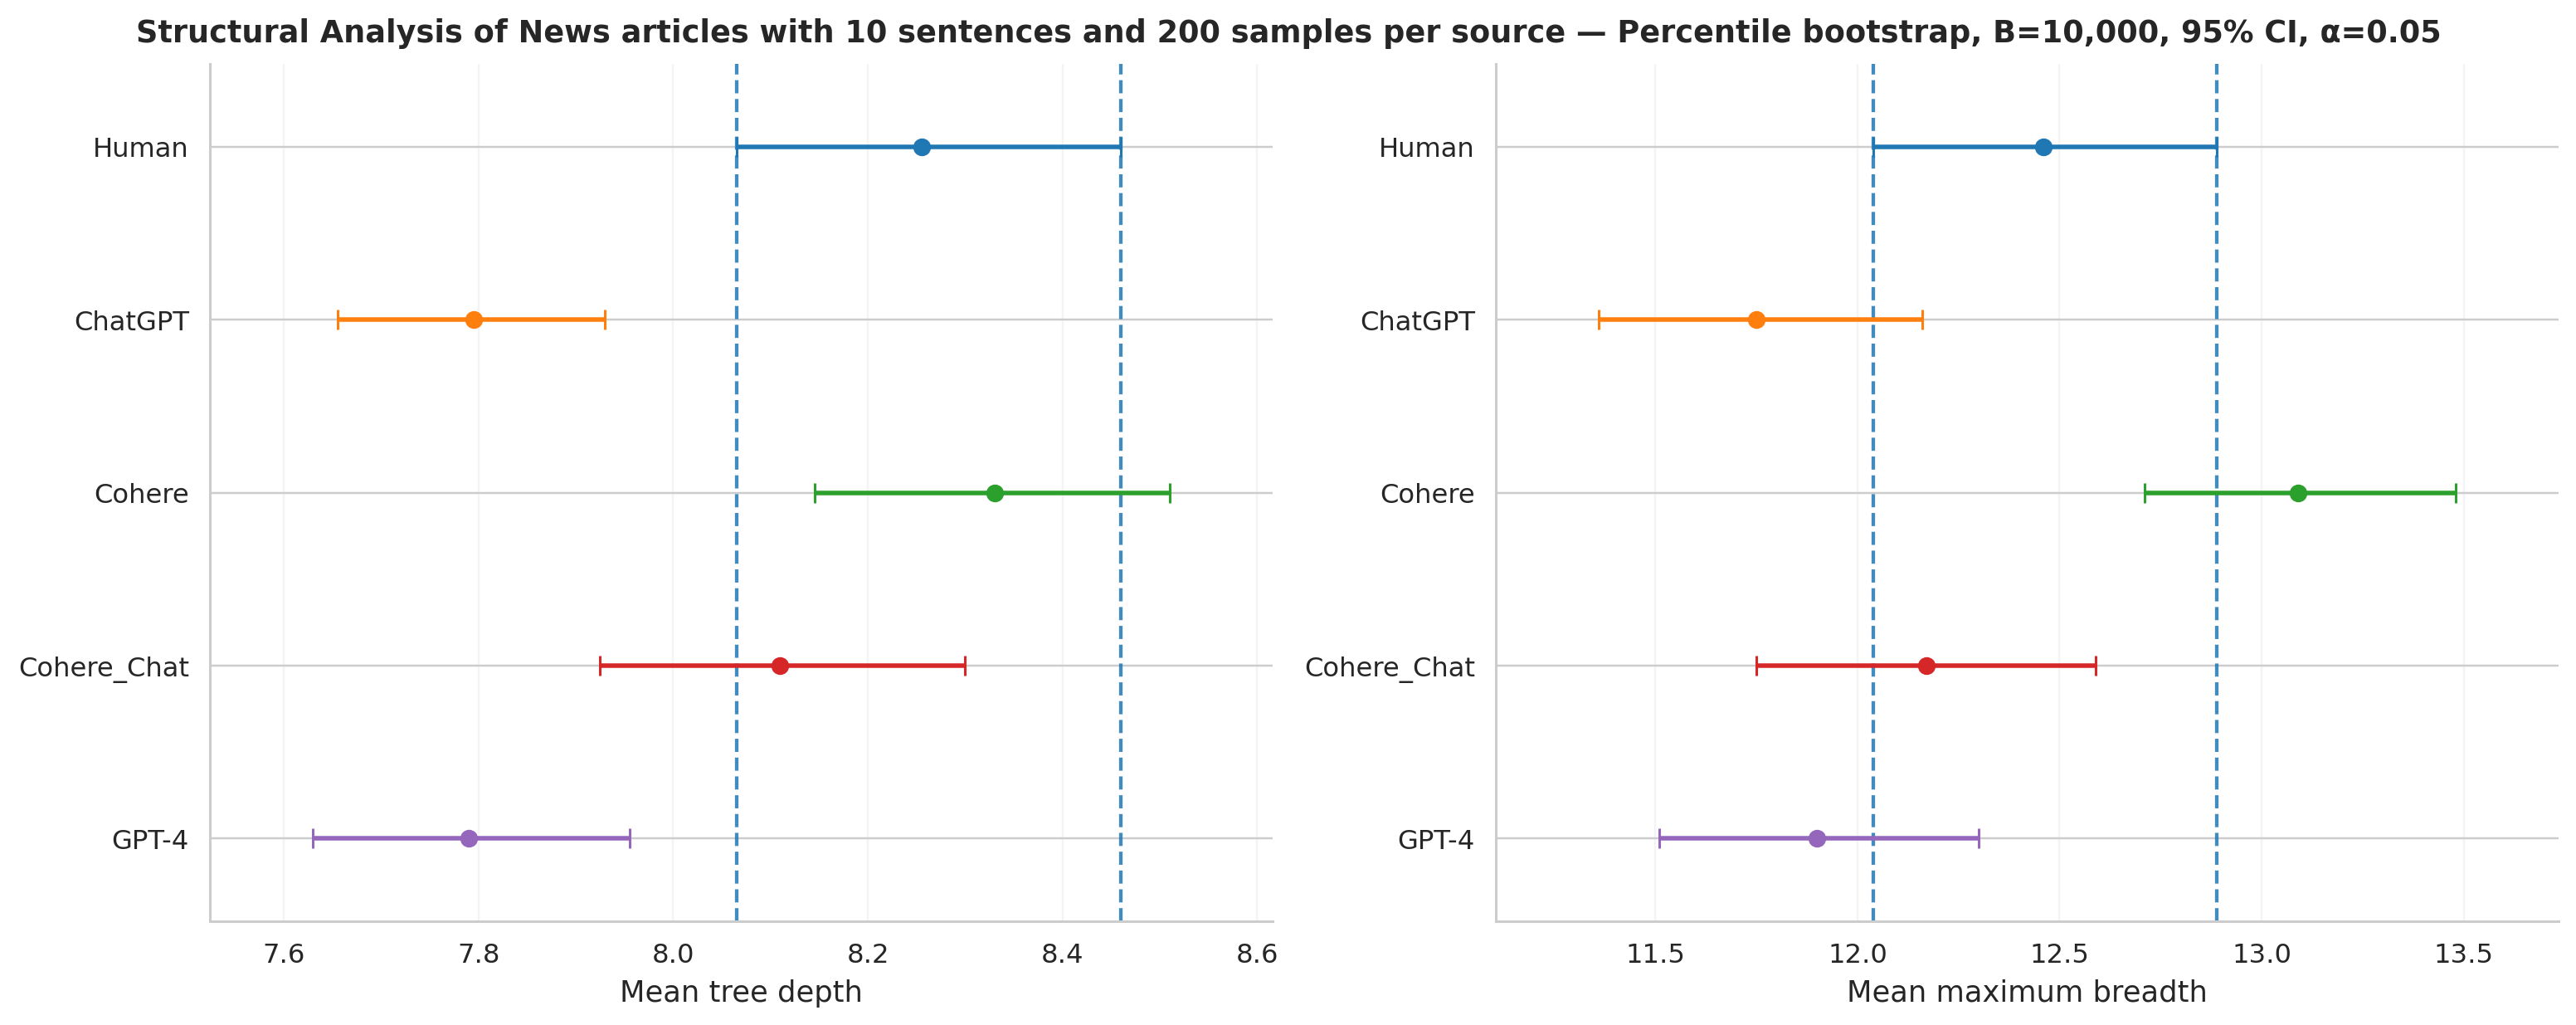 Structural Analysis of News articles with 10 sentences and 200 samples per source — Percentile bootstrap, B=10,000, 95% CI, α=0.05
Human
ChatGPT
Cohere
Cohere_Chat
GPT-4
7.6 7.8 8.0 8.2 8.4 8.6
Mean tree depth
Human
ChatGPT
Cohere
Cohere_Chat
GPT-4
11.5 12.0 12.5 13.0 13.5
Mean maximum breadth